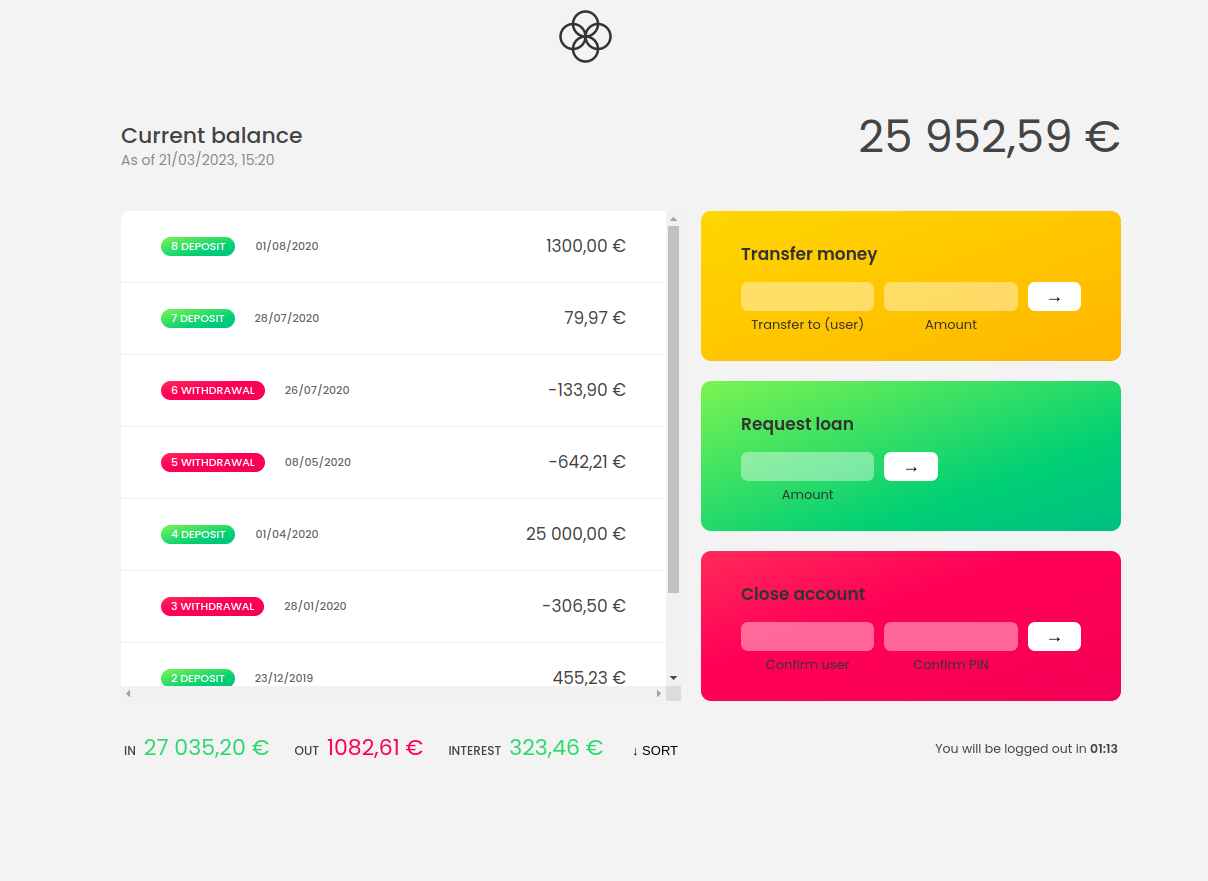 Current balance
As of 21/03/2023, 15:20
25 952,59 €
8 DEPOSIT 01/08/2020 1300,00 €
7 DEPOSIT 28/07/2020 79,97 €
6 WITHDRAWAL 26/07/2020 -133,90 €
5 WITHDRAWAL 08/05/2020 -642,21 €
4 DEPOSIT 01/04/2020 25 000,00 €
3 WITHDRAWAL 28/01/2020 -306,50 €
2 DEPOSIT 23/12/2019 455,23 €
Transfer money
→
Transfer to (user) Amount
Request loan
→
Amount
Close account
→
Confirm user Confirm PIN
IN 27 035,20 € OUT 1082,61 € INTEREST 323,46 € ↓ SORT
You will be logged out in 01:13